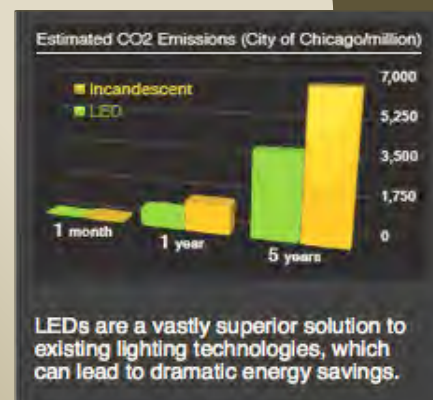 Estimated CO2 Emissions (City of Chicago/million)
Incandescent
LED
7,000
5,250
3,500
1,750
0
1 month
1 year
5 years
LEDs are a vastly superior solution to
existing lighting technologies, which
can lead to dramatic energy savings.